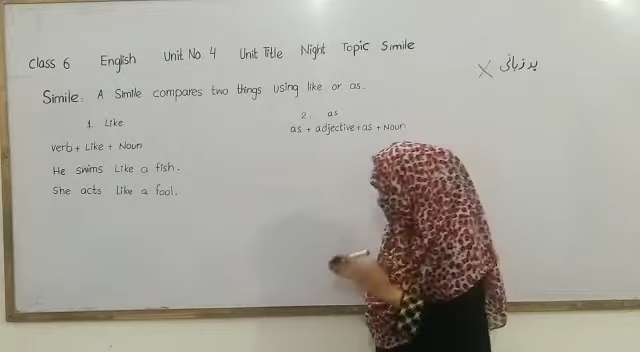 Class 6 English Unit No. 4 Unit Title Night Topic Simile
بدزبانی X
Simile: A Simile compares two things using like or as.
1. Like
verb + Like + Noun
He swims Like a fish.
She acts Like a fool.
2. as
as + adjective + as + Noun